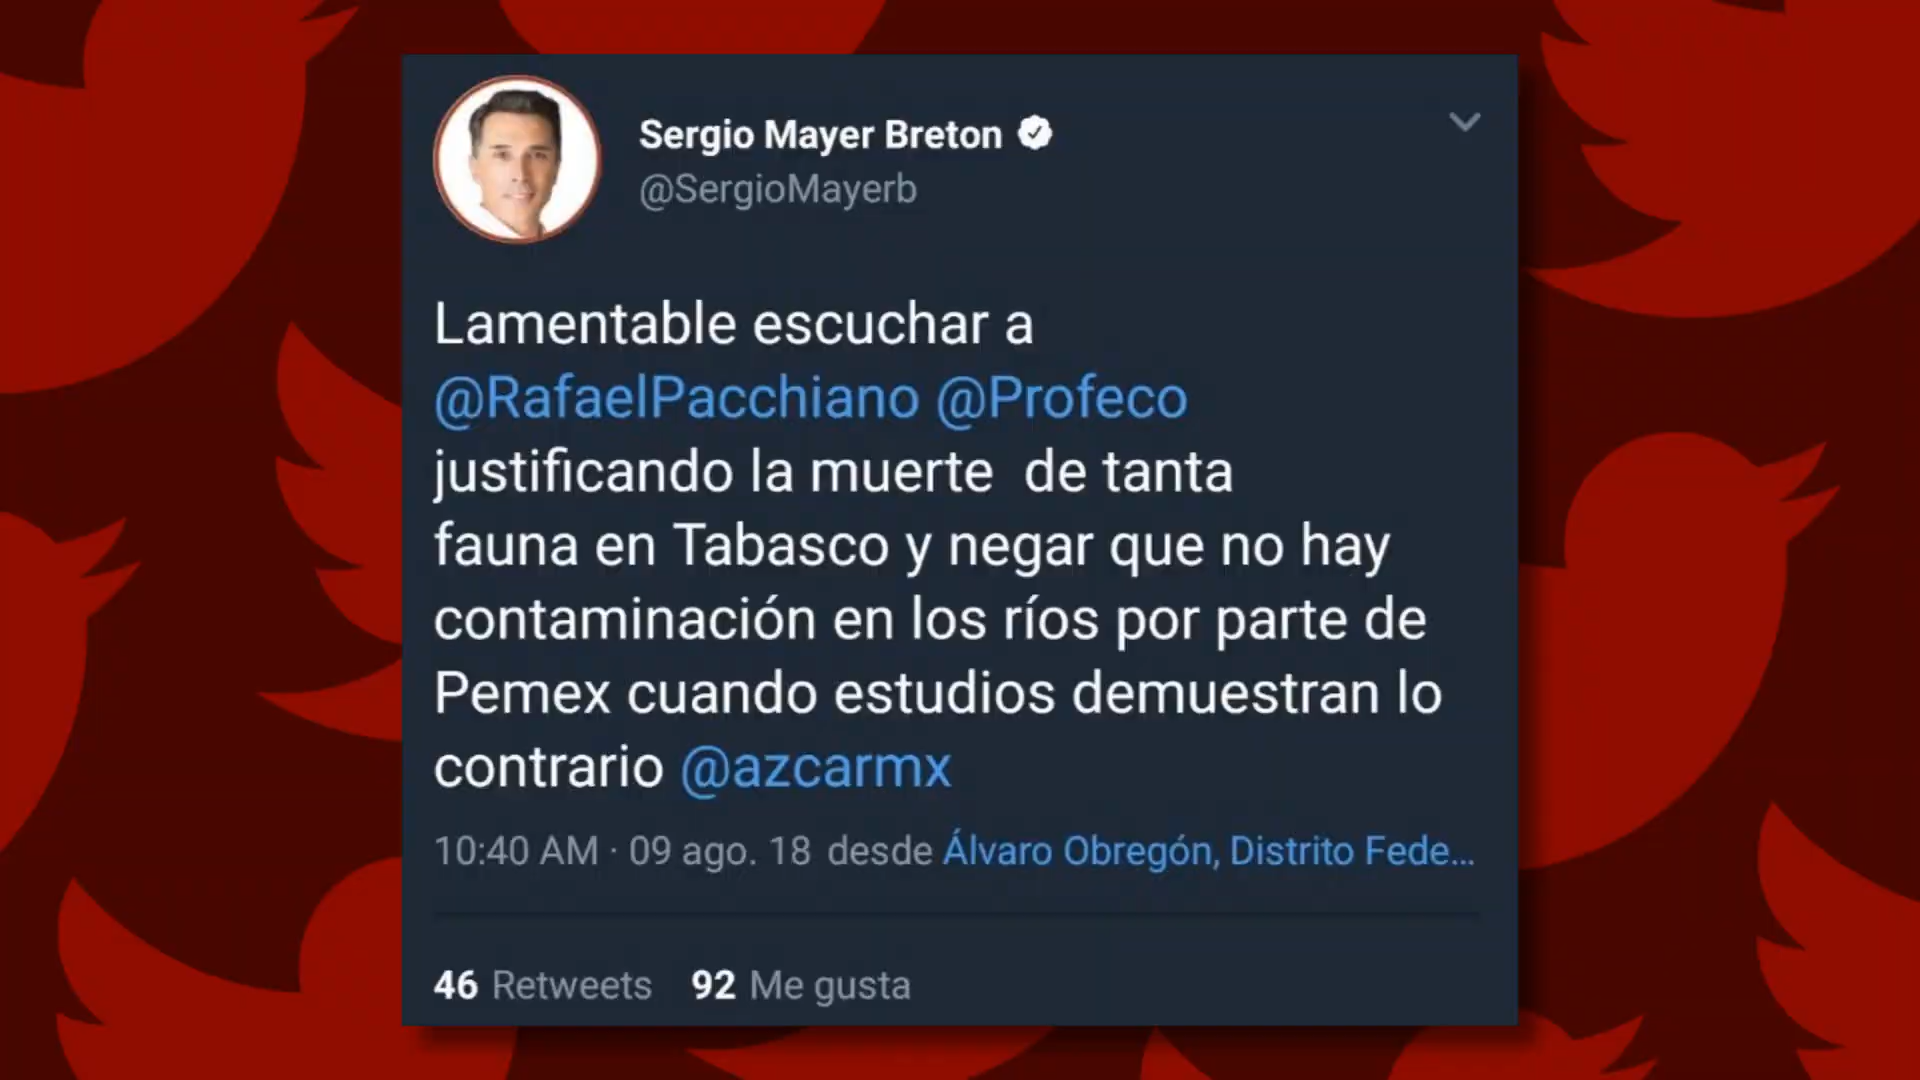 Sergio Mayer Breton
@SergioMayerb
Lamentable escuchar a
@RafaelPacchiano @Profeco
justificando la muerte  de tanta
fauna en Tabasco y negar que no hay
contaminación en los ríos por parte de
Pemex cuando estudios demuestran lo
contrario @azcarmx
10:40 AM · 09 ago. 18 desde Álvaro Obregón, Distrito Fede...
46 Retweets 92 Me gusta